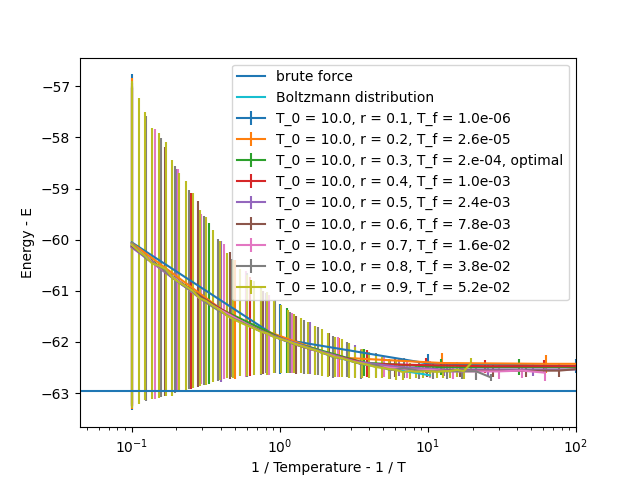 −57
−58
−59
−60
−61
−62
−63
Energy - E
10⁻¹
10⁰
10¹
10²
1 / Temperature - 1 / T
brute force
Boltzmann distribution
T_0 = 10.0, r = 0.1, T_f = 1.0e-06
T_0 = 10.0, r = 0.2, T_f = 2.6e-05
T_0 = 10.0, r = 0.3, T_f = 2.e-04, optimal
T_0 = 10.0, r = 0.4, T_f = 1.0e-03
T_0 = 10.0, r = 0.5, T_f = 2.4e-03
T_0 = 10.0, r = 0.6, T_f = 7.8e-03
T_0 = 10.0, r = 0.7, T_f = 1.6e-02
T_0 = 10.0, r = 0.8, T_f = 3.8e-02
T_0 = 10.0, r = 0.9, T_f = 5.2e-02